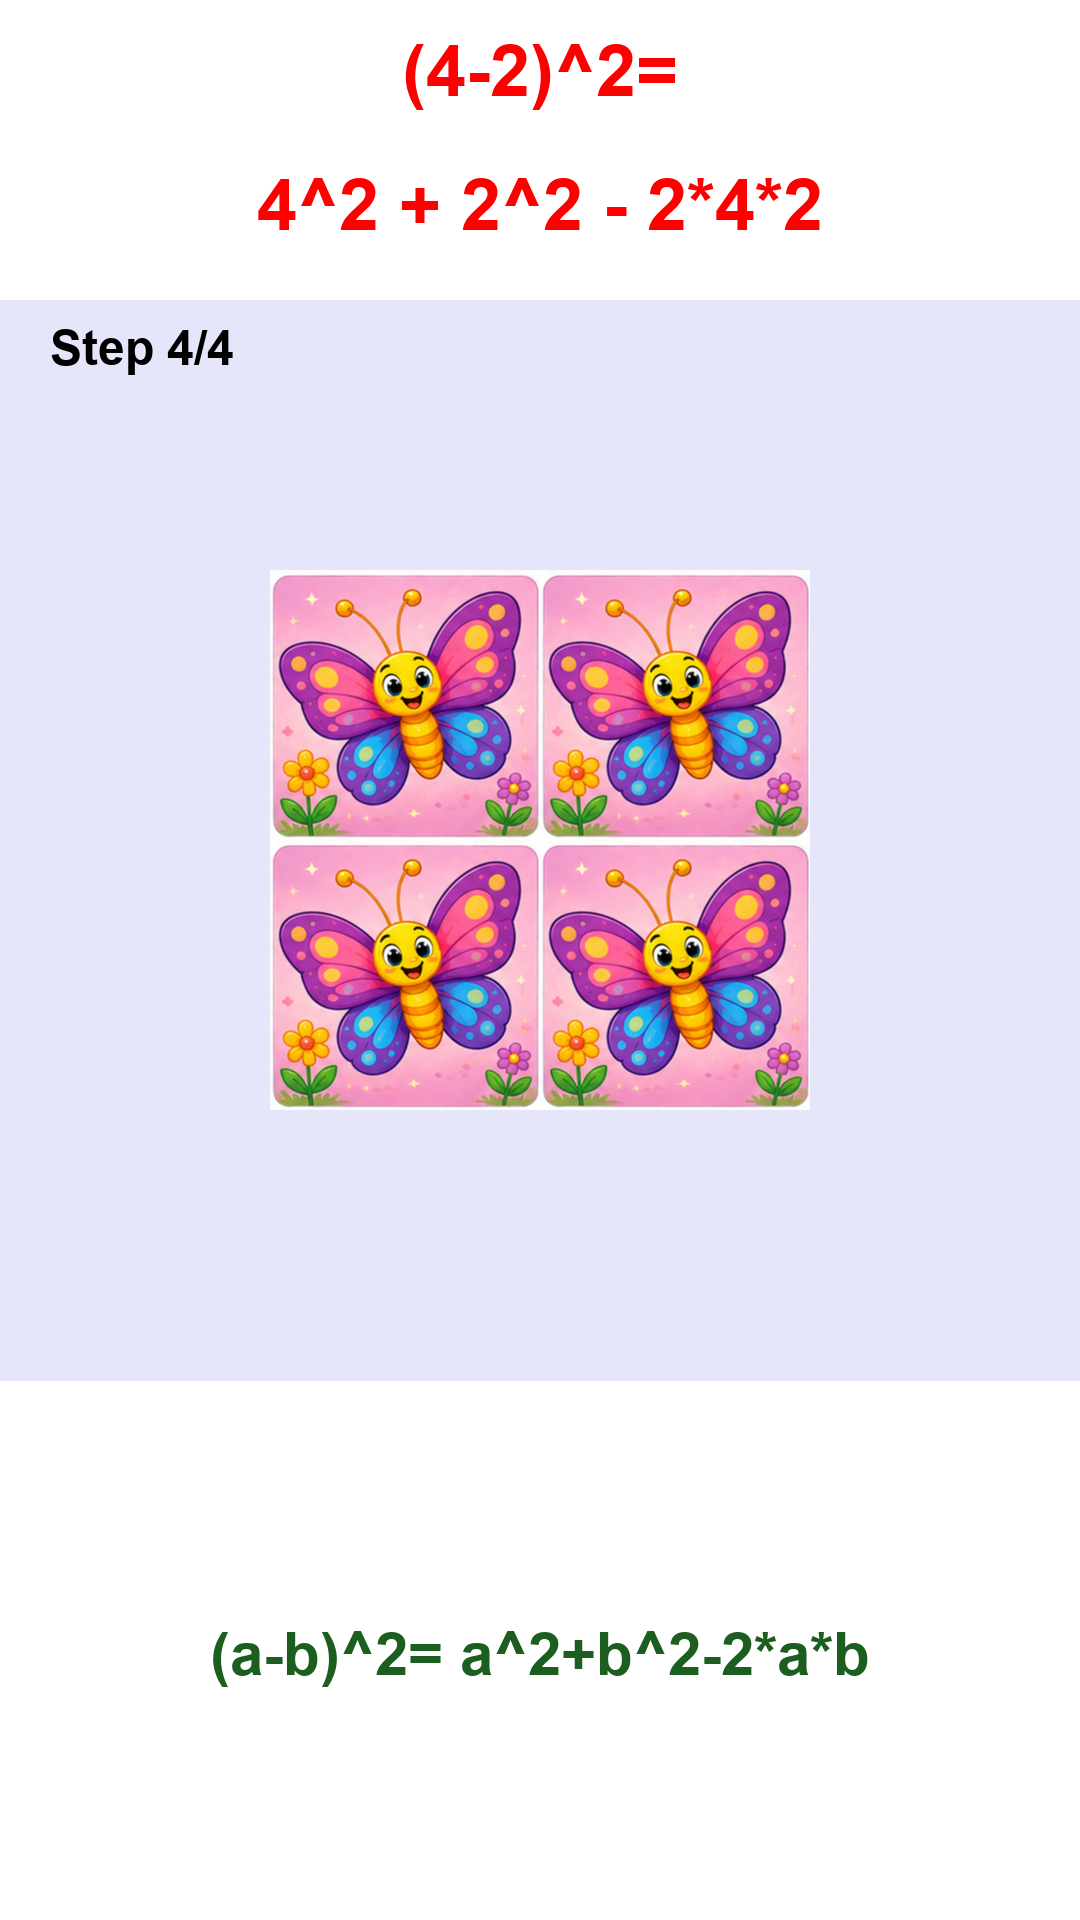 (4-2)^2=
4^2 + 2^2 - 2*4*2
Step 4/4
(a-b)^2= a^2+b^2-2*a*b